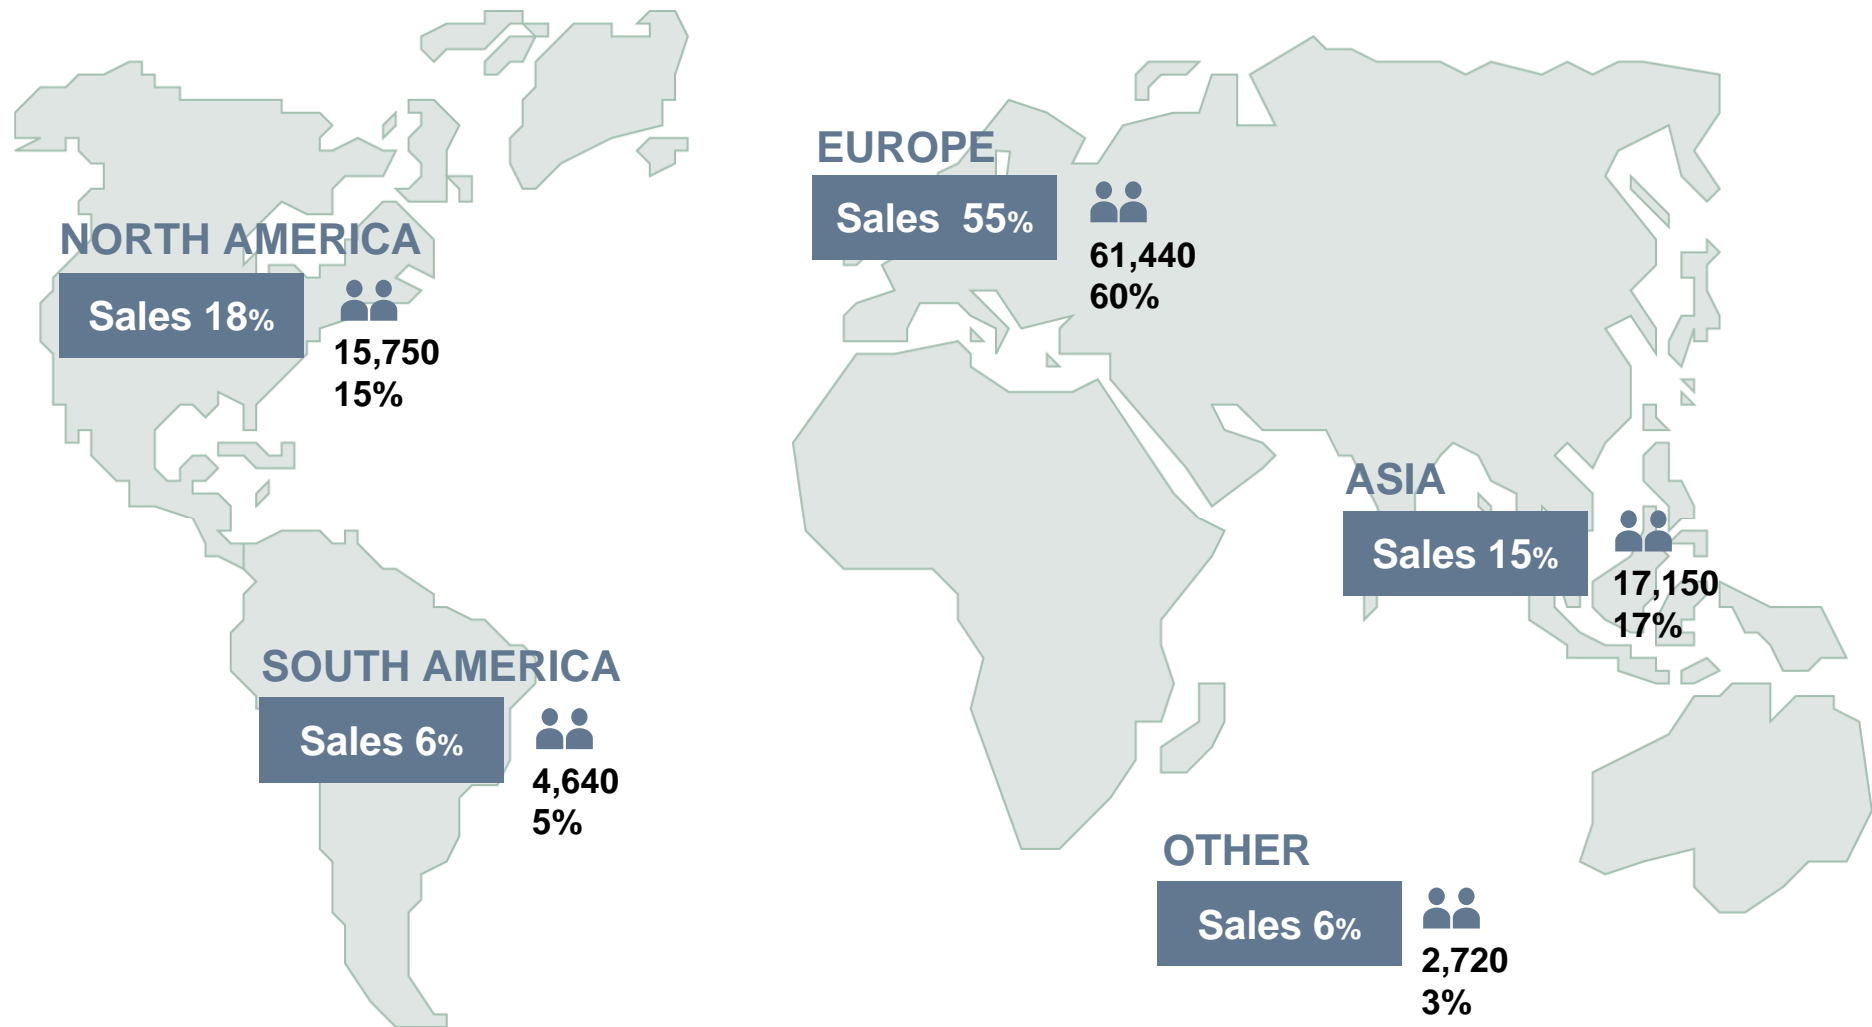 EUROPE
Sales 55%
61,440
60%
NORTH AMERICA
Sales 18%
15,750
15%
ASIA
Sales 15%
17,150
17%
SOUTH AMERICA
Sales 6%
4,640
5%
OTHER
Sales 6%
2,720
3%